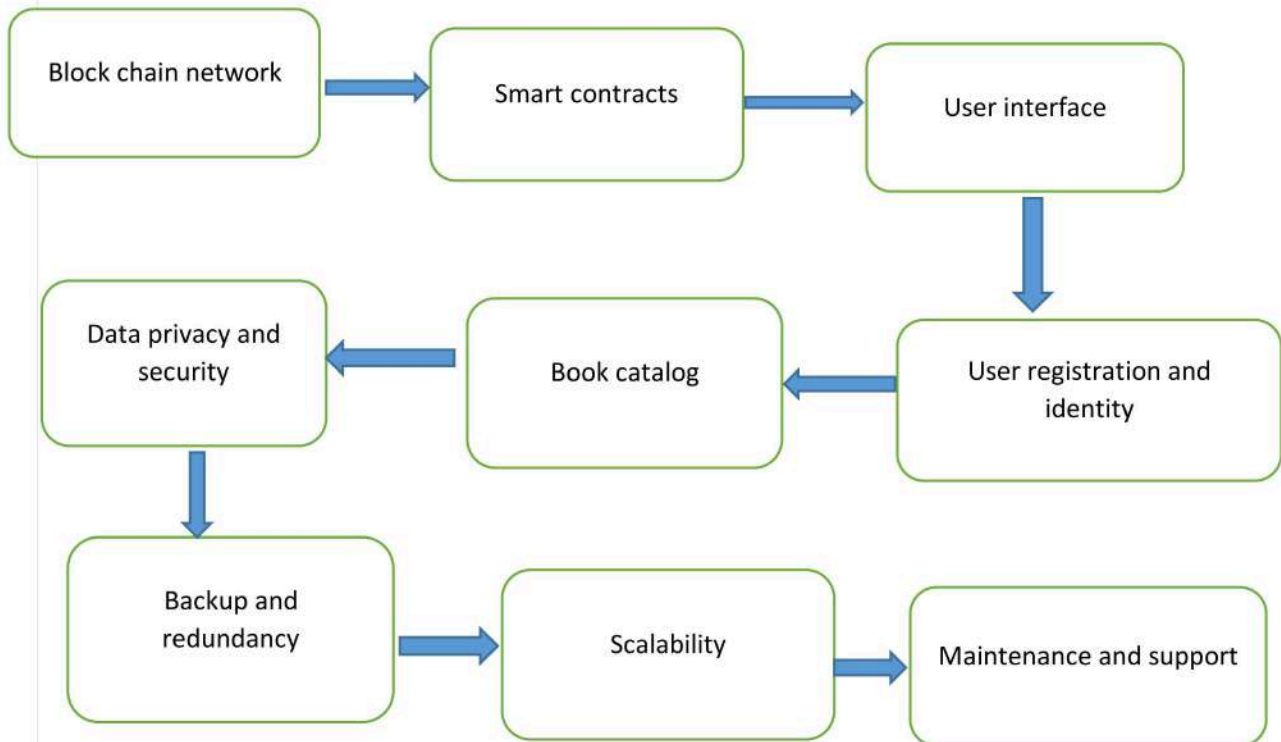 Block chain network
Smart contracts
User interface
User registration and
identity
Book catalog
Data privacy and
security
Backup and
redundancy
Scalability
Maintenance and support